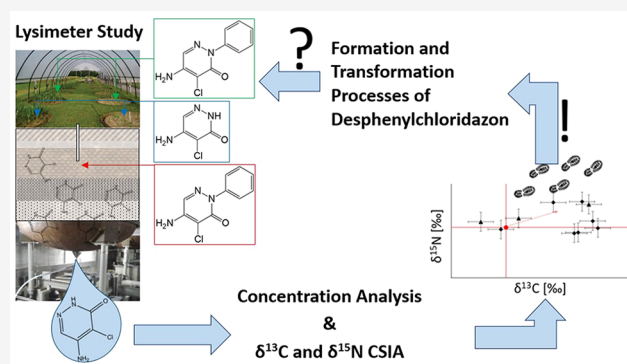 Lysimeter Study
N
N
O
H₂N
Cl
N
NH
O
H₂N
Cl
N
N
O
H₂N
Cl
?
Formation and
Transformation
Processes of
Desphenylchloridazon
!
δ¹⁵N [‰]
δ¹³C [‰]
H
N
N
O
Cl
NH₂
Concentration Analysis
&
δ¹³C and δ¹⁵N CSIA